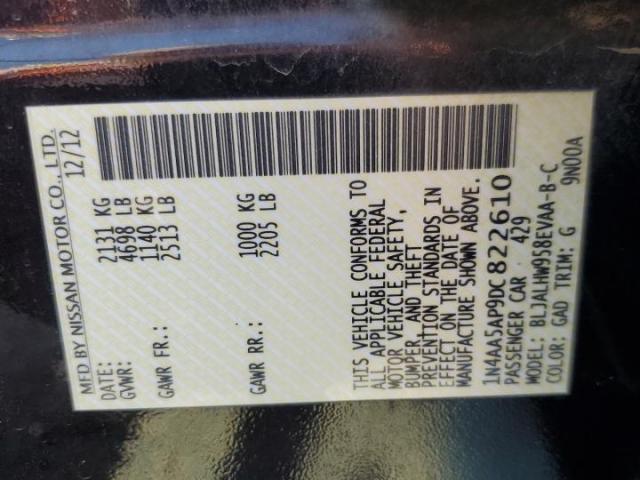 MFD BY NISSAN MOTOR CO., LTD.
DATE: 12/12
GVWR: 2131 KG
4698 LB
GAWR FR.: 1140 KG
2513 LB
GAWR RR.: 1000 KG
2205 LB
THIS VEHICLE CONFORMS TO
ALL APPLICABLE FEDERAL
MOTOR VEHICLE SAFETY,
BUMPER, AND THEFT
PREVENTION STANDARDS IN
EFFECT ON THE DATE OF
MANUFACTURE SHOWN ABOVE.
1N4AA5AP9DC822610
PASSENGER CAR 429
MODEL: BLJALHW958EVAA-B-C
COLOR: GAD TRIM: G 9N00A